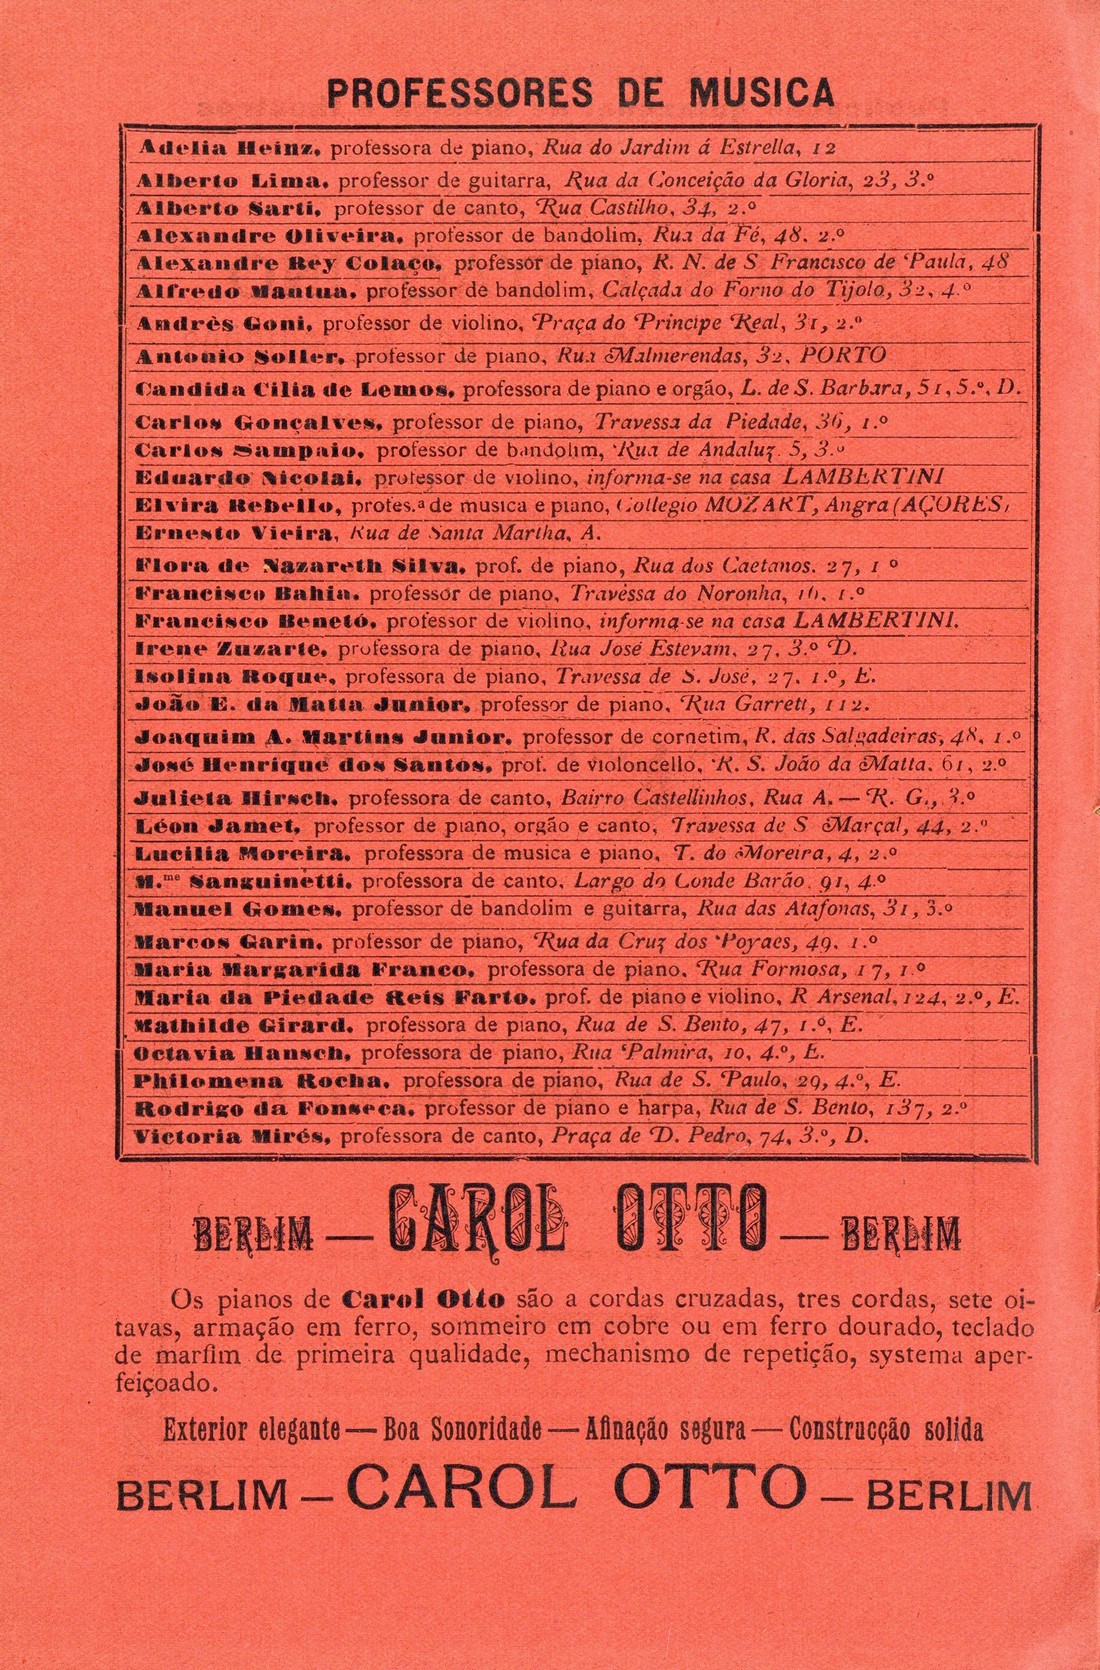 PROFESSORES DE MUSICA
Adelia Heinz, professora de piano, Rua do Jardim á Estrella, 12
Alberto Lima, professor de guitarra, Rua da Conceição da Gloria, 23, 3.º
Alberto Sarti, professor de canto, Rua Castilho, 34, 2.º
Alexandre Oliveira, professor de bandolim, Rua da Fé, 48, 2.º
Alexandre Rey Colaço, professor de piano, R. N. de S Francisco de Paula, 48
Alfredo Mantua, professor de bandolim, Calçada do Forno do Tijolo, 32, 4.º
Andrès Goni, professor de violino, Praça do Principe Real, 31, 2.º
Antonio Soller, professor de piano, Rua Malmerendas, 32, PORTO
Candida Cilia de Lemos, professora de piano e orgão, L. de S. Barbara, 51, 5.º, D.
Carlos Gonçalves, professor de piano, Travessa da Piedade, 36, 1.º
Carlos Sampaio, professor de bandolim, Rua de Andaluz, 5, 3.º
Eduardo Nicolai, professor de violino, informa-se na casa LAMBERTINI
Elvira Rebello, profes.ª de musica e piano, Collegio MOZART, Angra (AÇORES)
Ernesto Vieira, Rua de Santa Martha, A.
Flora de Nazareth Silva, prof. de piano, Rua dos Caetanos, 27, 1 º
Francisco Bahia, professor de piano, Travessa do Noronha, 16, 1.º
Francisco Benetó, professor de violino, informa-se na casa LAMBERTINI.
Irene Zuzarte, professora de piano, Rua José Estevam, 27, 3.º D.
Isolina Roque, professora de piano, Travessa de S. José, 27, 1.º, E.
João E. da Matta Junior, professor de piano, Rua Garrett, 112.
Joaquim A. Martins Junior, professor de cornetim, R. das Salgadeiras, 48, 1.º
José Henrique dos Santos, prof. de violoncello, R. S. João da Matta, 61, 2.º
Julieta Hirsch, professora de canto, Bairro Castellinhos, Rua A. — R. G., 3.º
Léon Jamet, professor de piano, orgão e canto, Travessa de S Marçal, 44, 2.º
Lucilia Moreira, professora de musica e piano, T. do Moreira, 4, 2.º
M.me Sanguinetti, professora de canto, Largo do Conde Barão, 91, 4.º
Manuel Gomes, professor de bandolim e guitarra, Rua das Atafonas, 31, 3.º
Marcos Garin, professor de piano, Rua da Cruz dos Poyaes, 49, 1.º
Maria Margarida Franco, professora de piano, Rua Formosa, 17, 1.º
Maria da Piedade Reis Farto, prof. de piano e violino, R Arsenal, 124, 2.º, E.
Mathilde Girard, professora de piano, Rua de S. Bento, 47, 1.º, E.
Octavia Hansch, professora de piano, Rua Palmira, 10, 4.º, E.
Philomena Rocha, professora de piano, Rua de S. Paulo, 29, 4.º, E.
Rodrigo da Fonseca, professor de piano e harpa, Rua de S. Bento, 137, 2.º
Victoria Mirés, professora de canto, Praça de D. Pedro, 74, 3.º, D.
BERLIM — CAROL OTTO — BERLIM
Os pianos de Carol Otto são a cordas cruzadas, tres cordas, sete oi-
tavas, armação em ferro, sommeiro em cobre ou em ferro dourado, teclado
de marfim de primeira qualidade, mechanismo de repetição, systema aper-
feiçoado.
Exterior elegante — Boa Sonoridade — Afinação segura — Construcção solida
BERLIM — CAROL OTTO — BERLIM